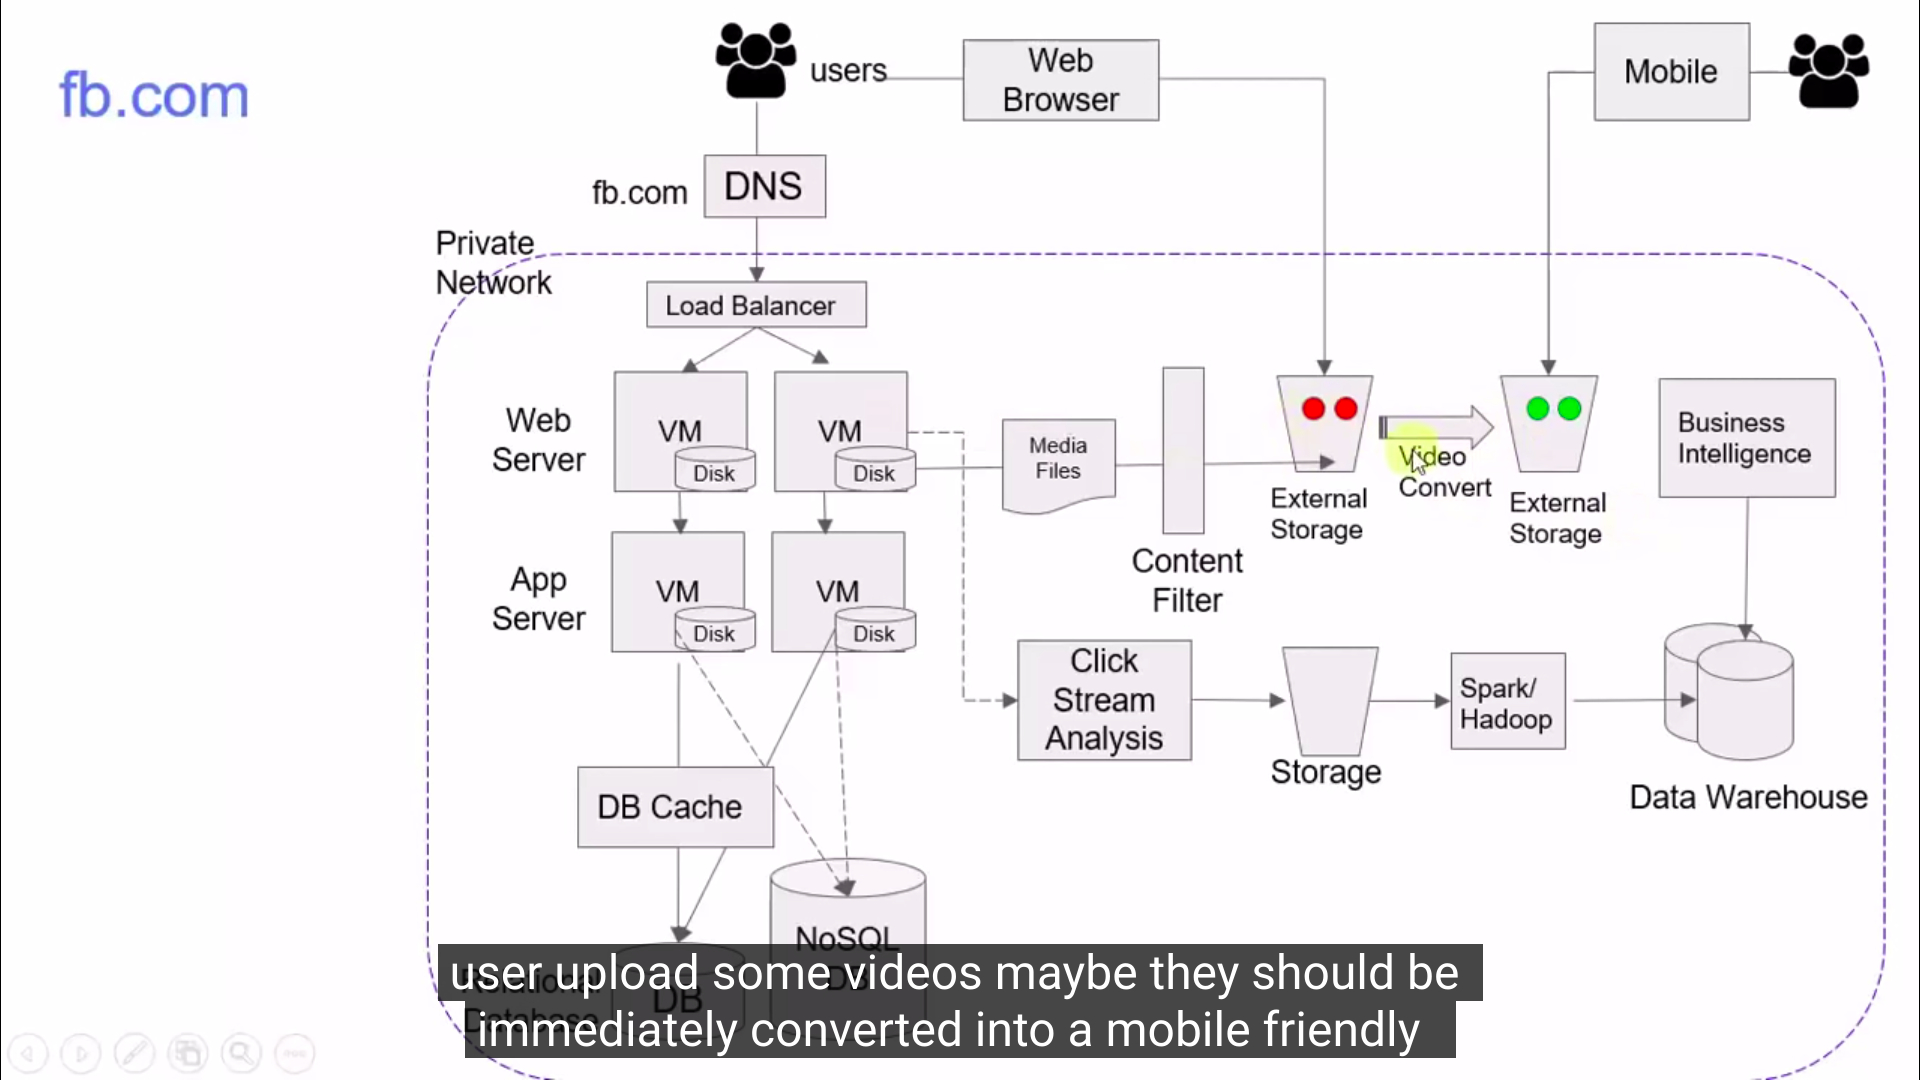 fb.com
users
Web
Browser
Mobile
fb.com
DNS
Private
Network
Load Balancer
Web
Server
VM
Disk
VM
Disk
Media
Files
Content
Filter
External
Storage
Video
Convert
External
Storage
Business
Intelligence
App
Server
VM
Disk
VM
Disk
Click
Stream
Analysis
Storage
Spark/
Hadoop
Data Warehouse
DB Cache
NoSQL
DB
Relational
Database
DB
user upload some videos maybe they should be
immediately converted into a mobile friendly